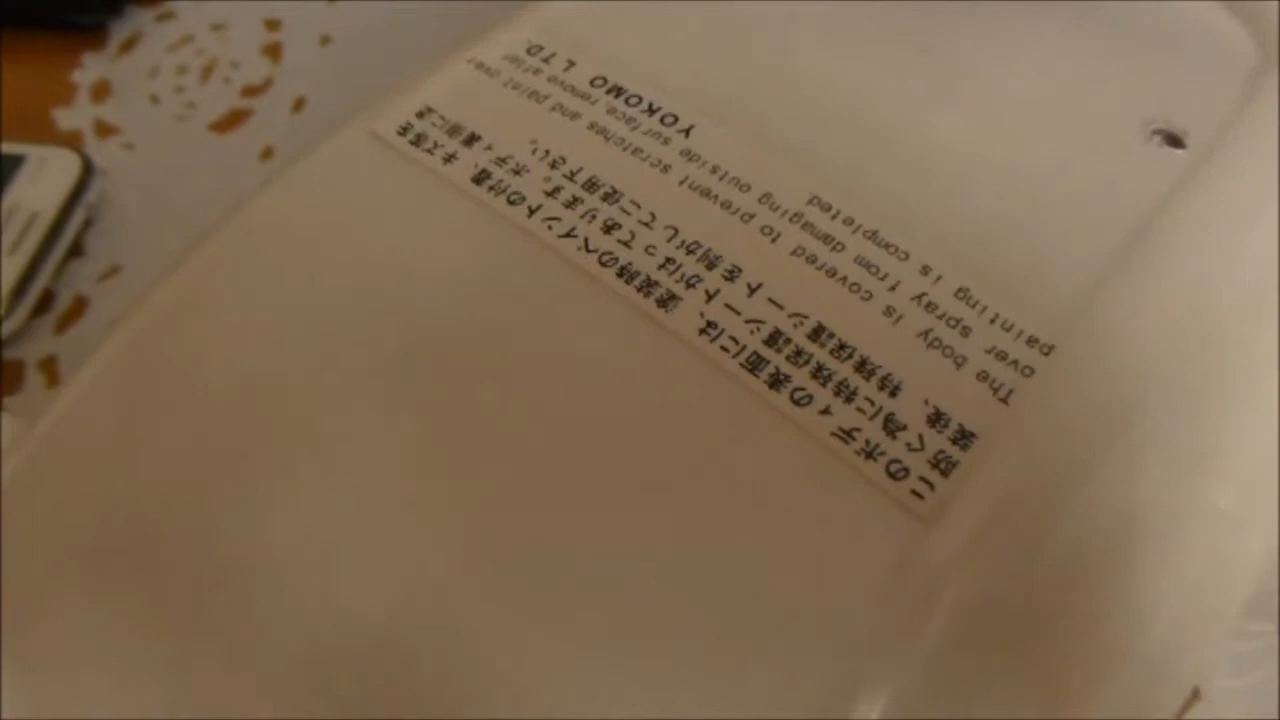 このボディの表面には、塗装時のペイントの付着、キズ等を
防ぐ為に特殊保護シートがはってあります。ボディ裏面に塗
装後、特殊保護シートを剝がしてご使用下さい。
The body is covered to prevent scratches and paint over
over spray from damaging outside surface, remove after
painting is completed.
YOKOMO LTD.